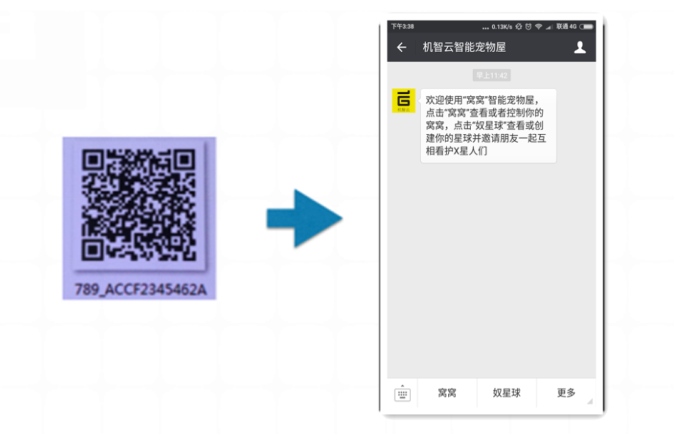 789_ACCF2345462A
下午3:38
0.13K/s
联通 4G
机智云智能宠物屋
早上11:42
欢迎使用“窝窝”智能宠物屋，
点击“窝窝”查看或者控制你的
窝窝，点击“奴星球”查看或创
建你的星球并邀请朋友一起互
相看护X星人们
窝窝
奴星球
更多